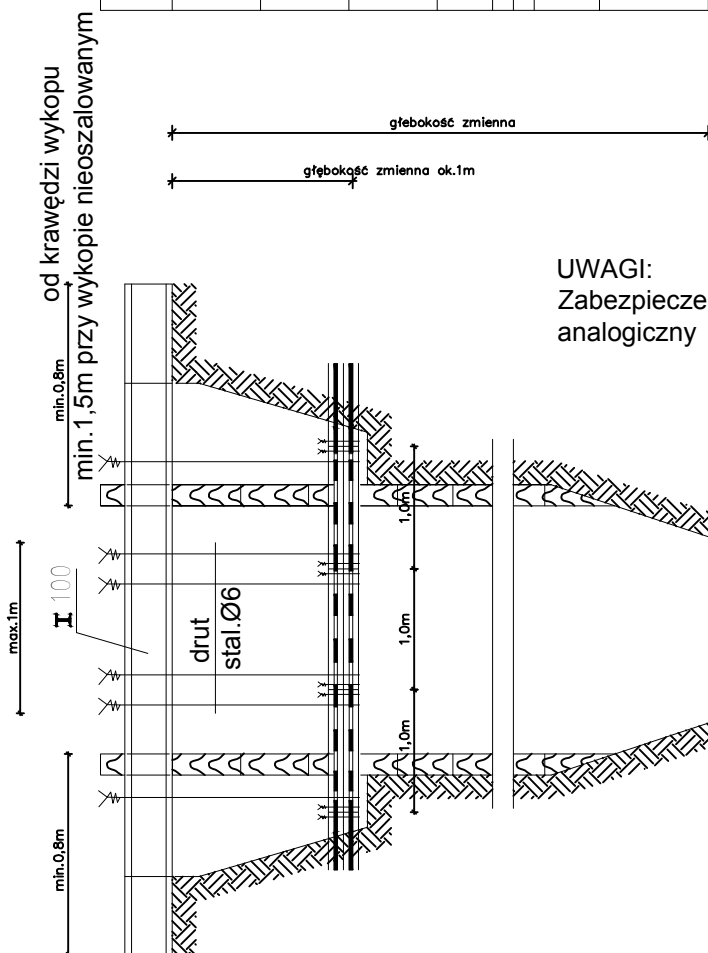 od krawędzi wykopu
min.1,5m przy wykopie nieoszalowanym
głebokość zmienna
głębokość zmienna ok.1m
UWAGI:
Zabezpiecze
analogiczny
min.0,8m
max.1m
I 100
drut
stal.Ø6
1,0m
1,0m
1,0m
min.0,8m